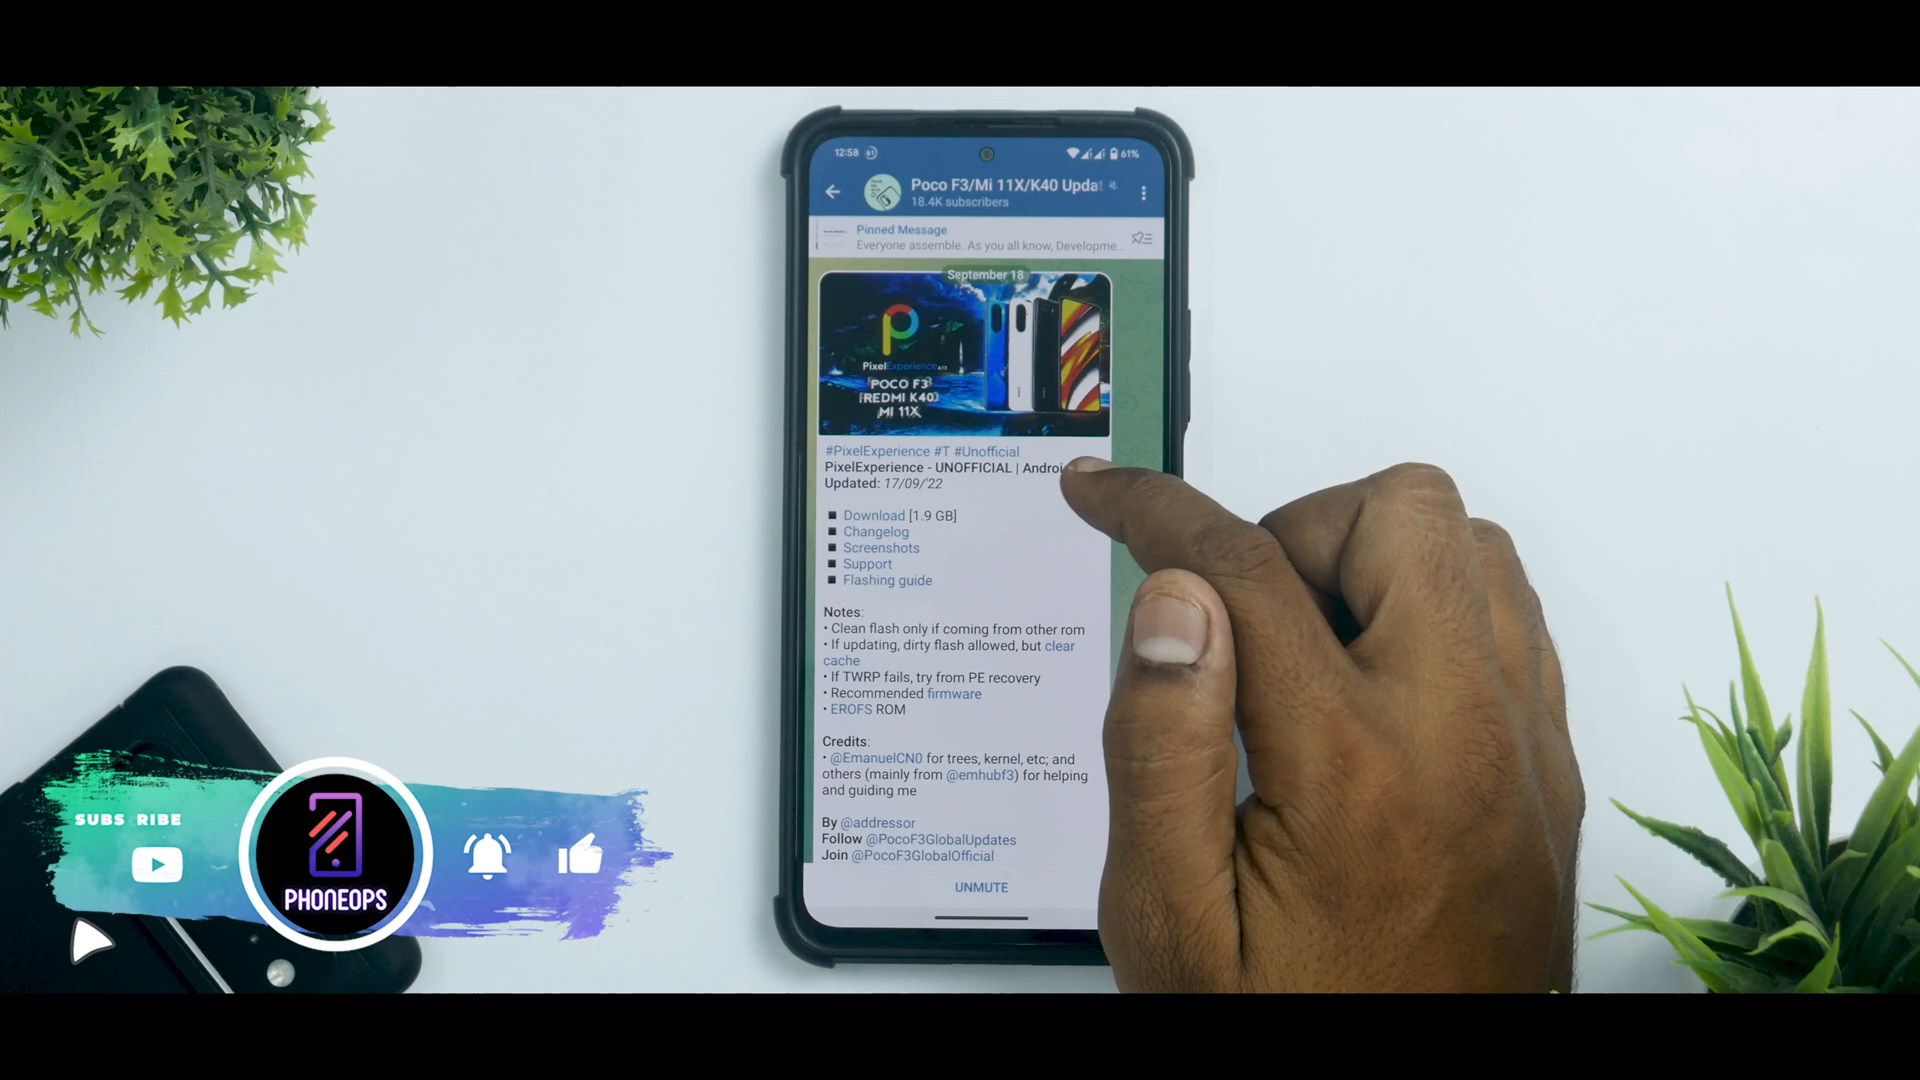 12:58 61 61%
Poco F3/Mi 11X/K40 Updat
18.4K subscribers
Pinned Message
Everyone assemble. As you all know, Developme...
September 18
PixelExperience
POCO F3
REDMI K40
MI 11X
#PixelExperience #T #Unofficial
PixelExperience - UNOFFICIAL | Androi
Updated: 17/09/'22
Download [1.9 GB]
Changelog
Screenshots
Support
Flashing guide
Notes:
• Clean flash only if coming from other rom
• If updating, dirty flash allowed, but clear
cache
• If TWRP fails, try from PE recovery
• Recommended firmware
• EROFS ROM
Credits:
• @EmanuelCN0 for trees, kernel, etc; and
others (mainly from @emhubf3) for helping
and guiding me
By @addressor
Follow @PocoF3GlobalUpdates
Join @PocoF3GlobalOfficial
UNMUTE
SUBS RIBE
PHONEOPS